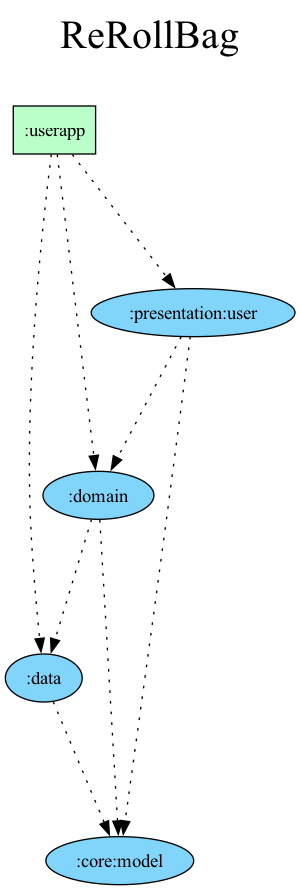 ReRollBag
:userapp
:presentation:user
:domain
:data
:core:model